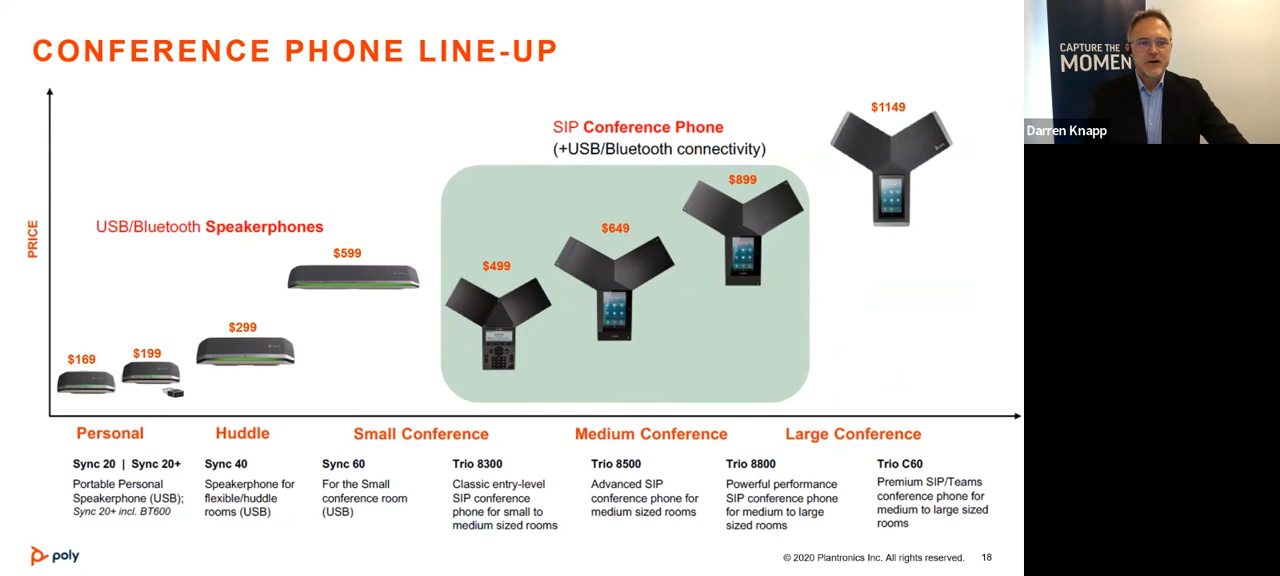 CONFERENCE PHONE LINE-UP
CAPTURE THE
MOMEN
Darren Knapp
$1149
SIP Conference Phone
(+USB/Bluetooth connectivity)
$899
PRICE
USB/Bluetooth Speakerphones
$649
$599
$499
$299
$199
$169
Personal
Huddle
Small Conference
Medium Conference
Large Conference
Sync 20 | Sync 20+
Portable Personal
Speakerphone (USB);
Sync 20+ incl. BT600
Sync 40
Speakerphone for
flexible/huddle
rooms (USB)
Sync 60
For the Small
conference room
(USB)
Trio 8300
Classic entry-level
SIP conference
phone for small to
medium sized rooms
Trio 8500
Advanced SIP
conference phone for
medium sized rooms
Trio 8800
Powerful performance
SIP conference phone
for medium to large
sized rooms
Trio C60
Premium SIP/Teams
conference phone for
medium to large sized
rooms
poly
© 2020 Plantronics Inc. All rights reserved.
18